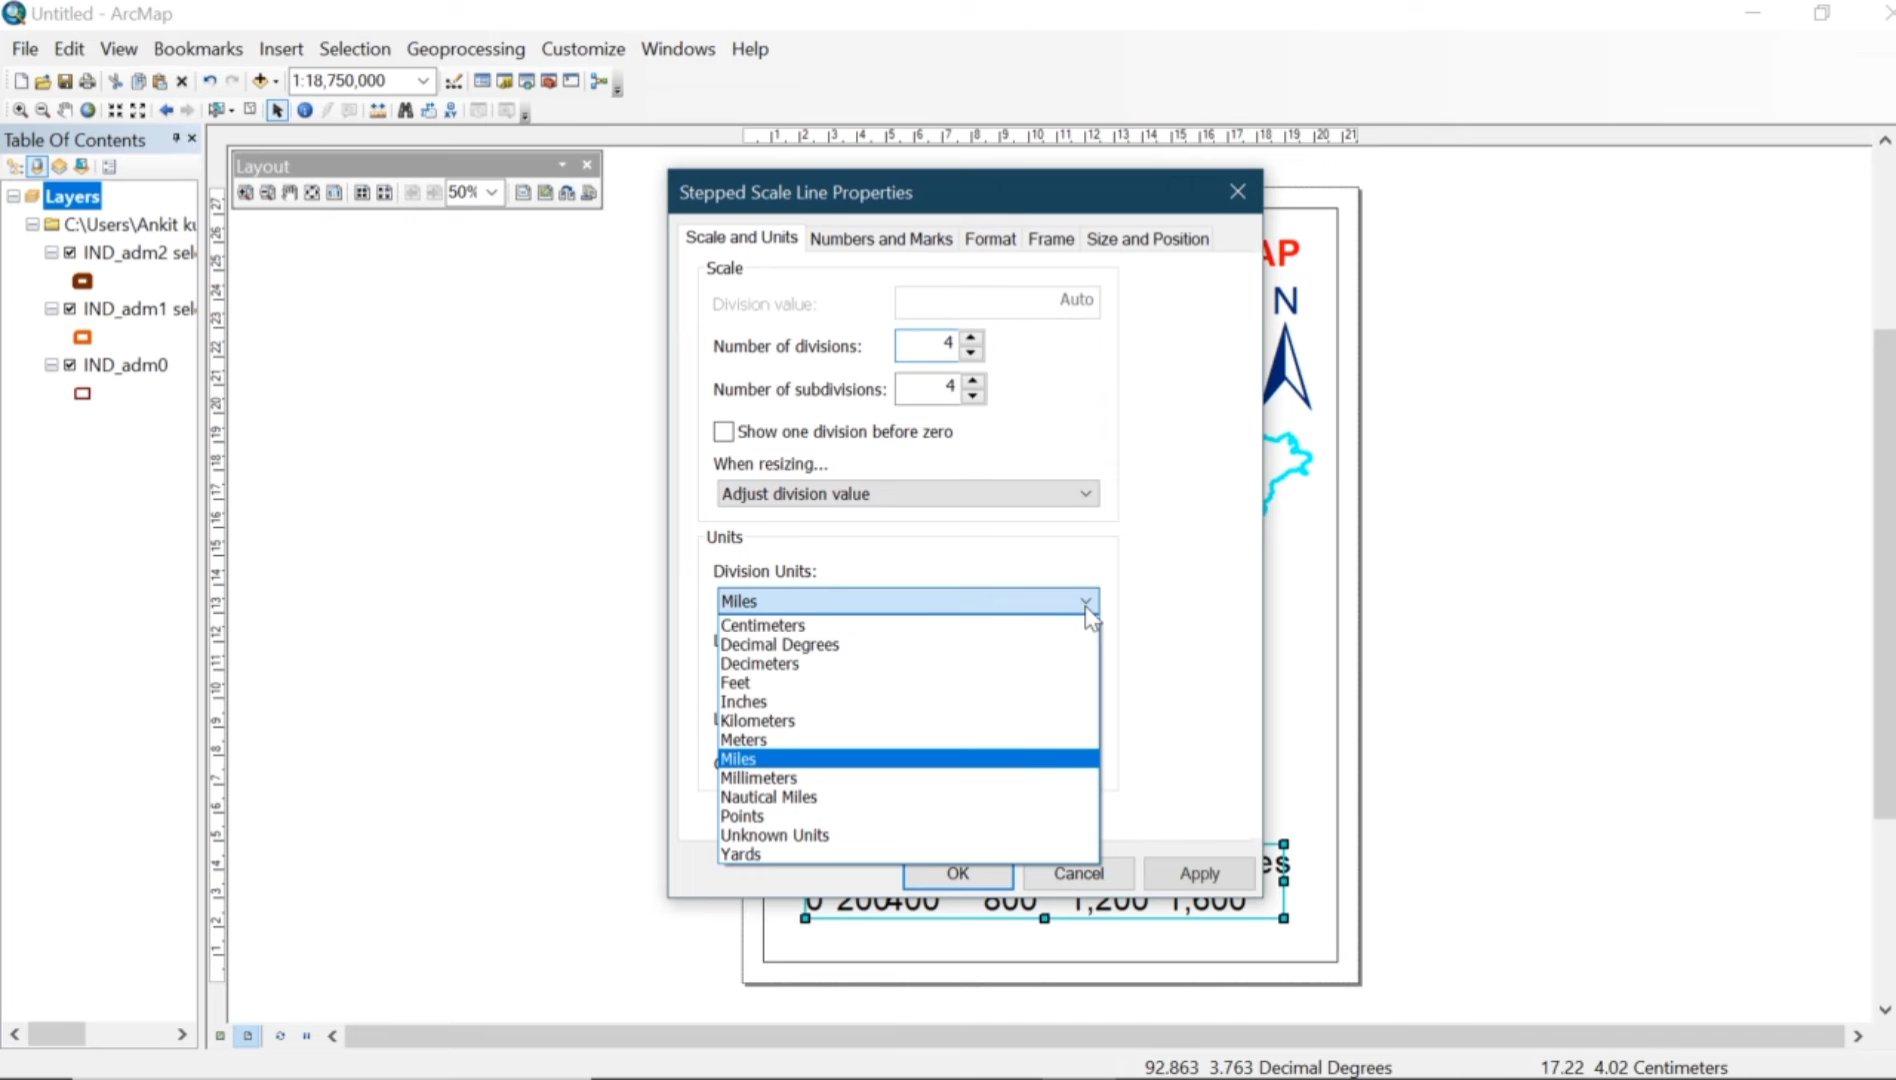 Untitled - ArcMap
File Edit View Bookmarks Insert Selection Geoprocessing Customize Windows Help
1:18,750,000
Table Of Contents
Layers
C:\Users\Ankit ku
IND_adm2 sele
IND_adm1 sele
IND_adm0
Layout
50%
Stepped Scale Line Properties
Scale and Units Numbers and Marks Format Frame Size and Position
Scale
Division value: Auto
Number of divisions: 4
Number of subdivisions: 4
Show one division before zero
When resizing...
Adjust division value
Units
Division Units:
Miles
Centimeters
Decimal Degrees
Decimeters
Feet
Inches
Kilometers
Meters
Miles
Millimeters
Nautical Miles
Points
Unknown Units
Yards
OK Cancel Apply
AP
N
es
0 200400 800 1,200 1,600
92.863 3.763 Decimal Degrees 17.22 4.02 Centimeters